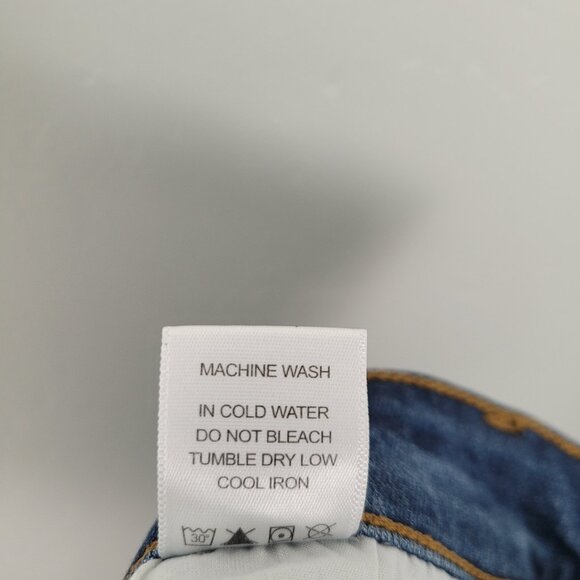 MACHINE WASH
IN COLD WATER
DO NOT BLEACH
TUMBLE DRY LOW
COOL IRON
30°